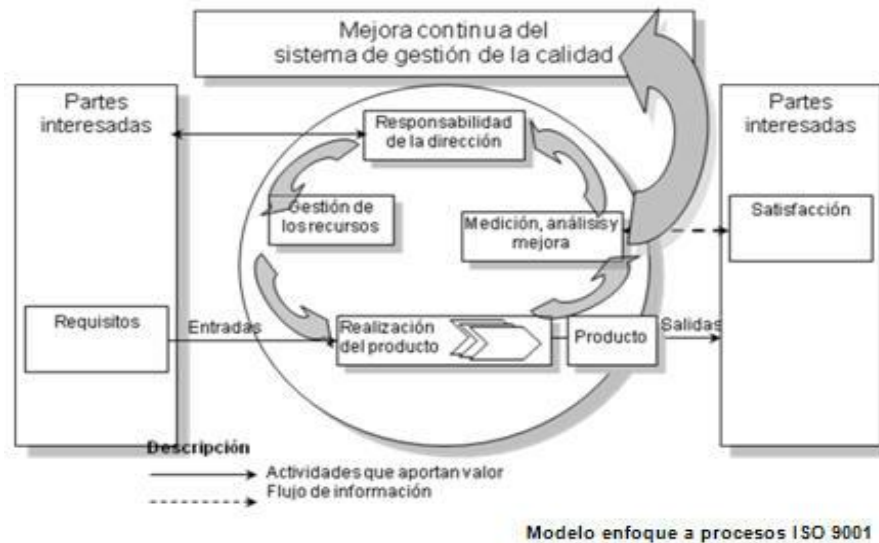 Mejora continua del
sistema de gestión de la calidad
Partes
interesadas
Partes
interesadas
Responsabilidad
de la dirección
Gestión de
los recursos
Medición, análisis y
mejora
Satisfacción
Requisitos
Entradas
Realización
del producto
Producto
Salidas
Descripción
Actividades que aportan valor
Flujo de información
Modelo enfoque a procesos ISO 9001